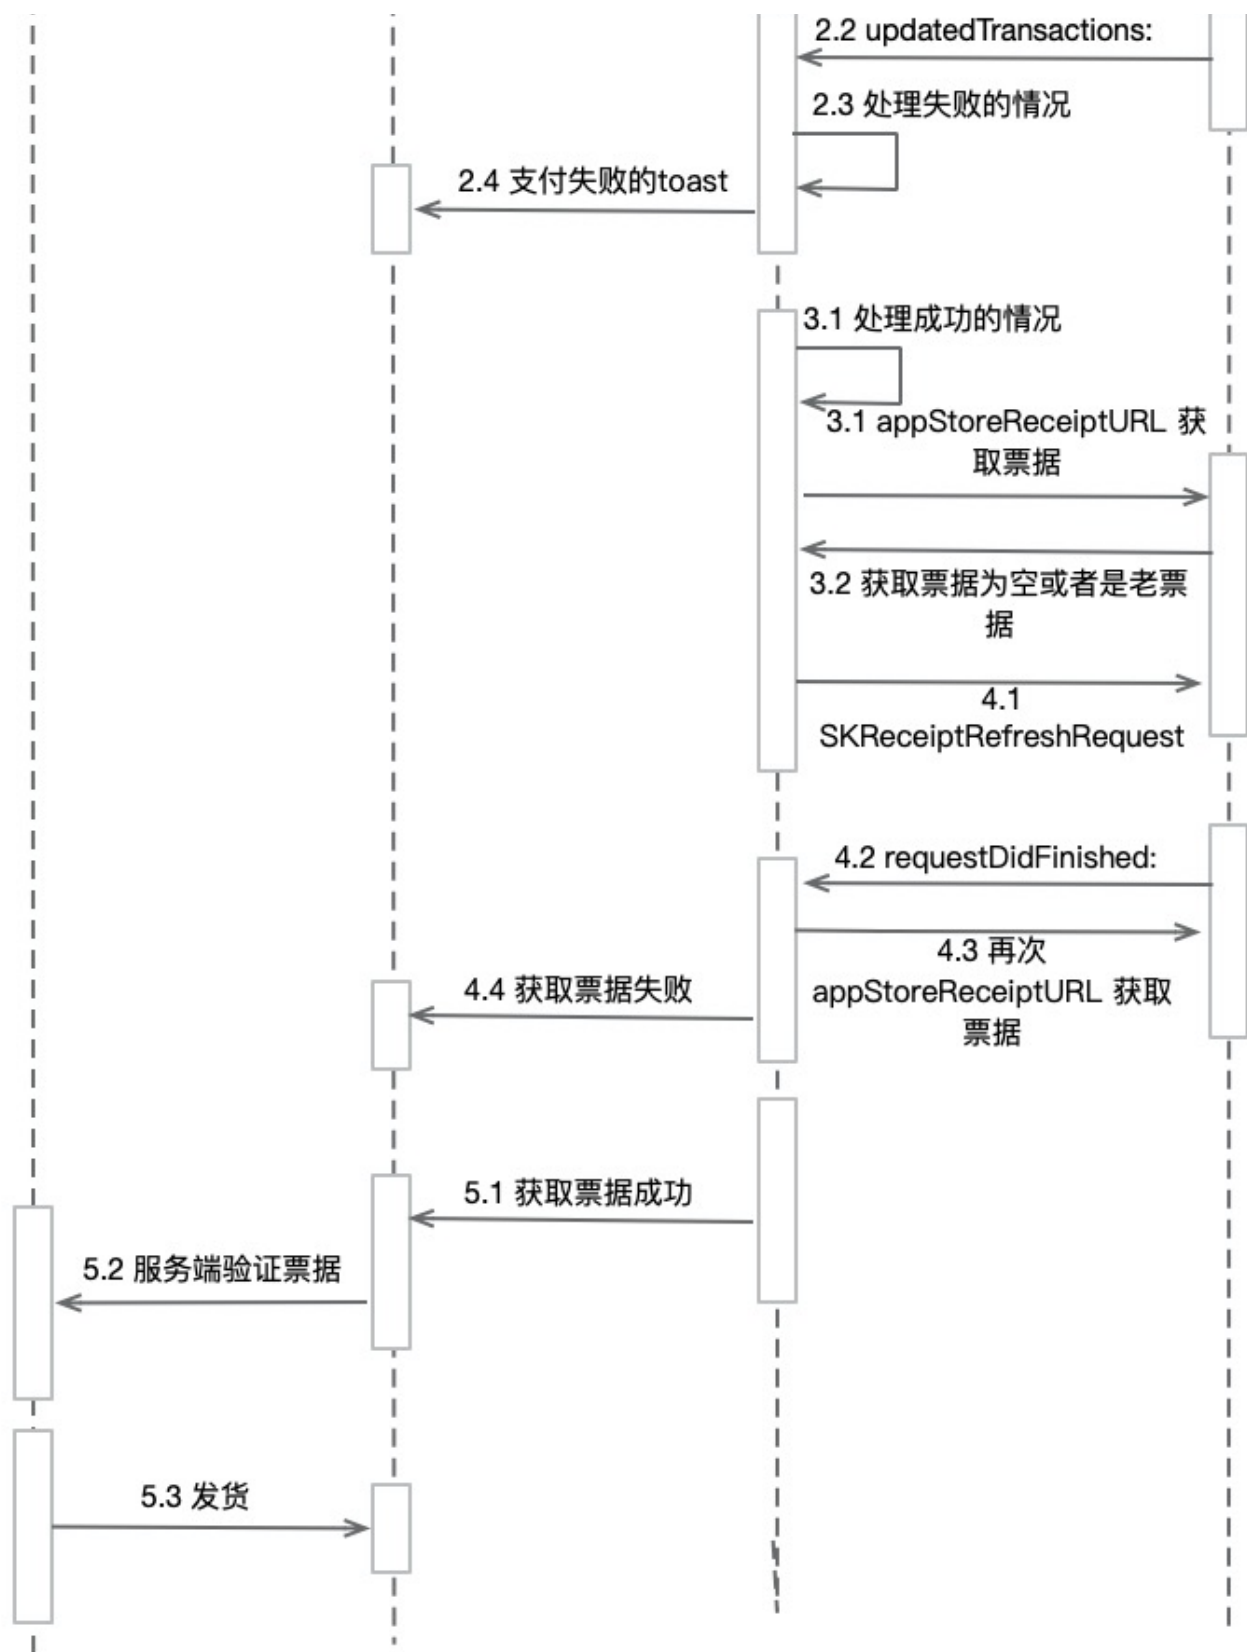 2.2 updatedTransactions:
2.3 处理失败的情况
2.4 支付失败的toast
3.1 处理成功的情况
3.1 appStoreReceiptURL 获
取票据
3.2 获取票据为空或者是老票
据
4.1
SKReceiptRefreshRequest
4.2 requestDidFinished:
4.3 再次
appStoreReceiptURL 获取
票据
4.4 获取票据失败
5.1 获取票据成功
5.2 服务端验证票据
5.3 发货